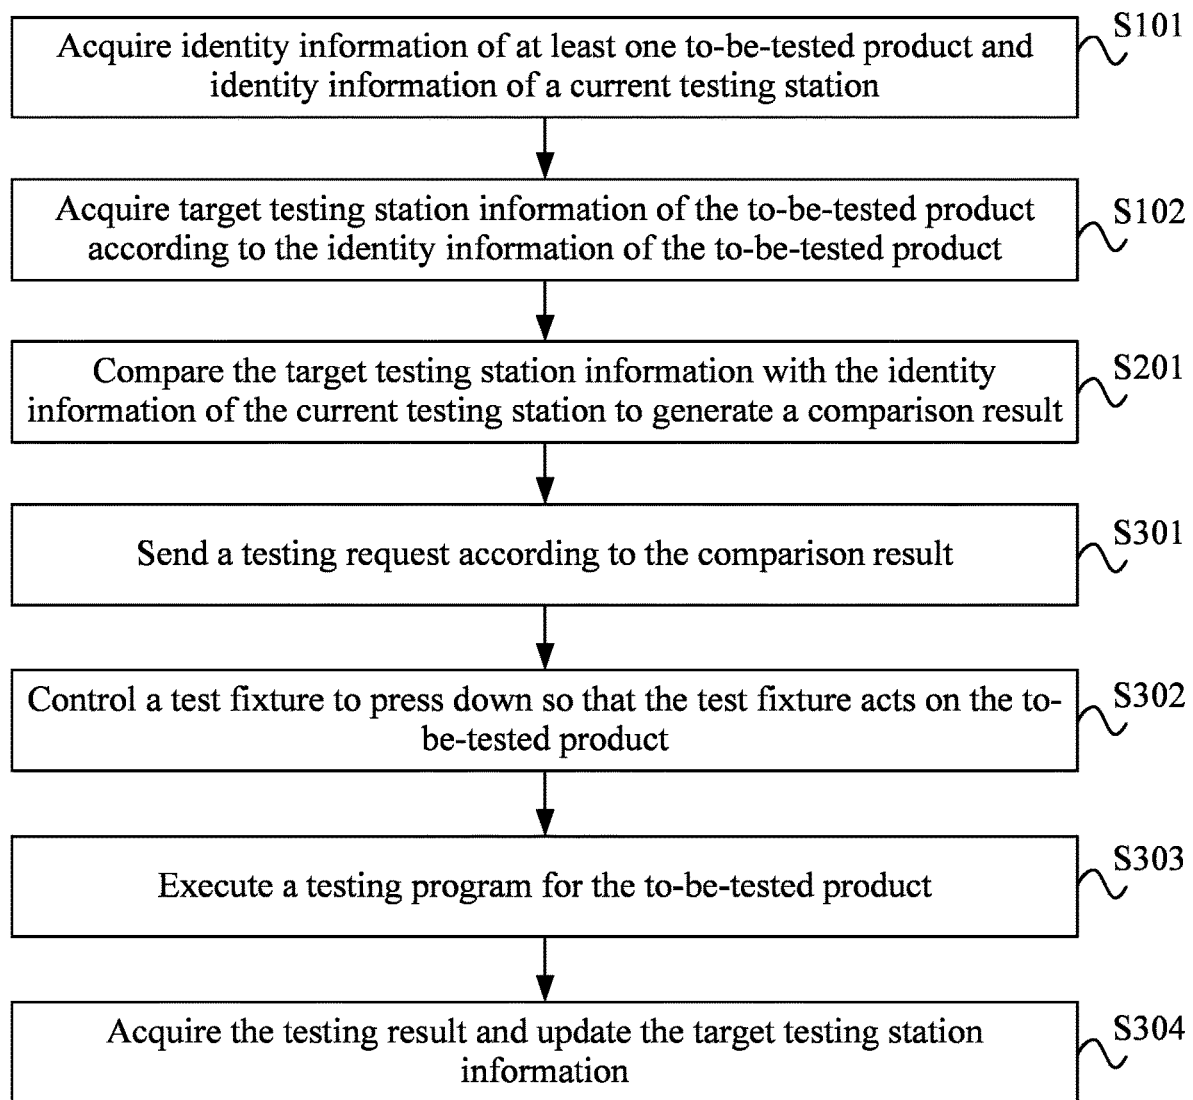 Acquire identity information of at least one to-be-tested product and
identity information of a current testing station
S101
Acquire target testing station information of the to-be-tested product
according to the identity information of the to-be-tested product
S102
Compare the target testing station information with the identity
information of the current testing station to generate a comparison result
S201
Send a testing request according to the comparison result
S301
Control a test fixture to press down so that the test fixture acts on the to-
be-tested product
S302
Execute a testing program for the to-be-tested product
S303
Acquire the testing result and update the target testing station
information
S304